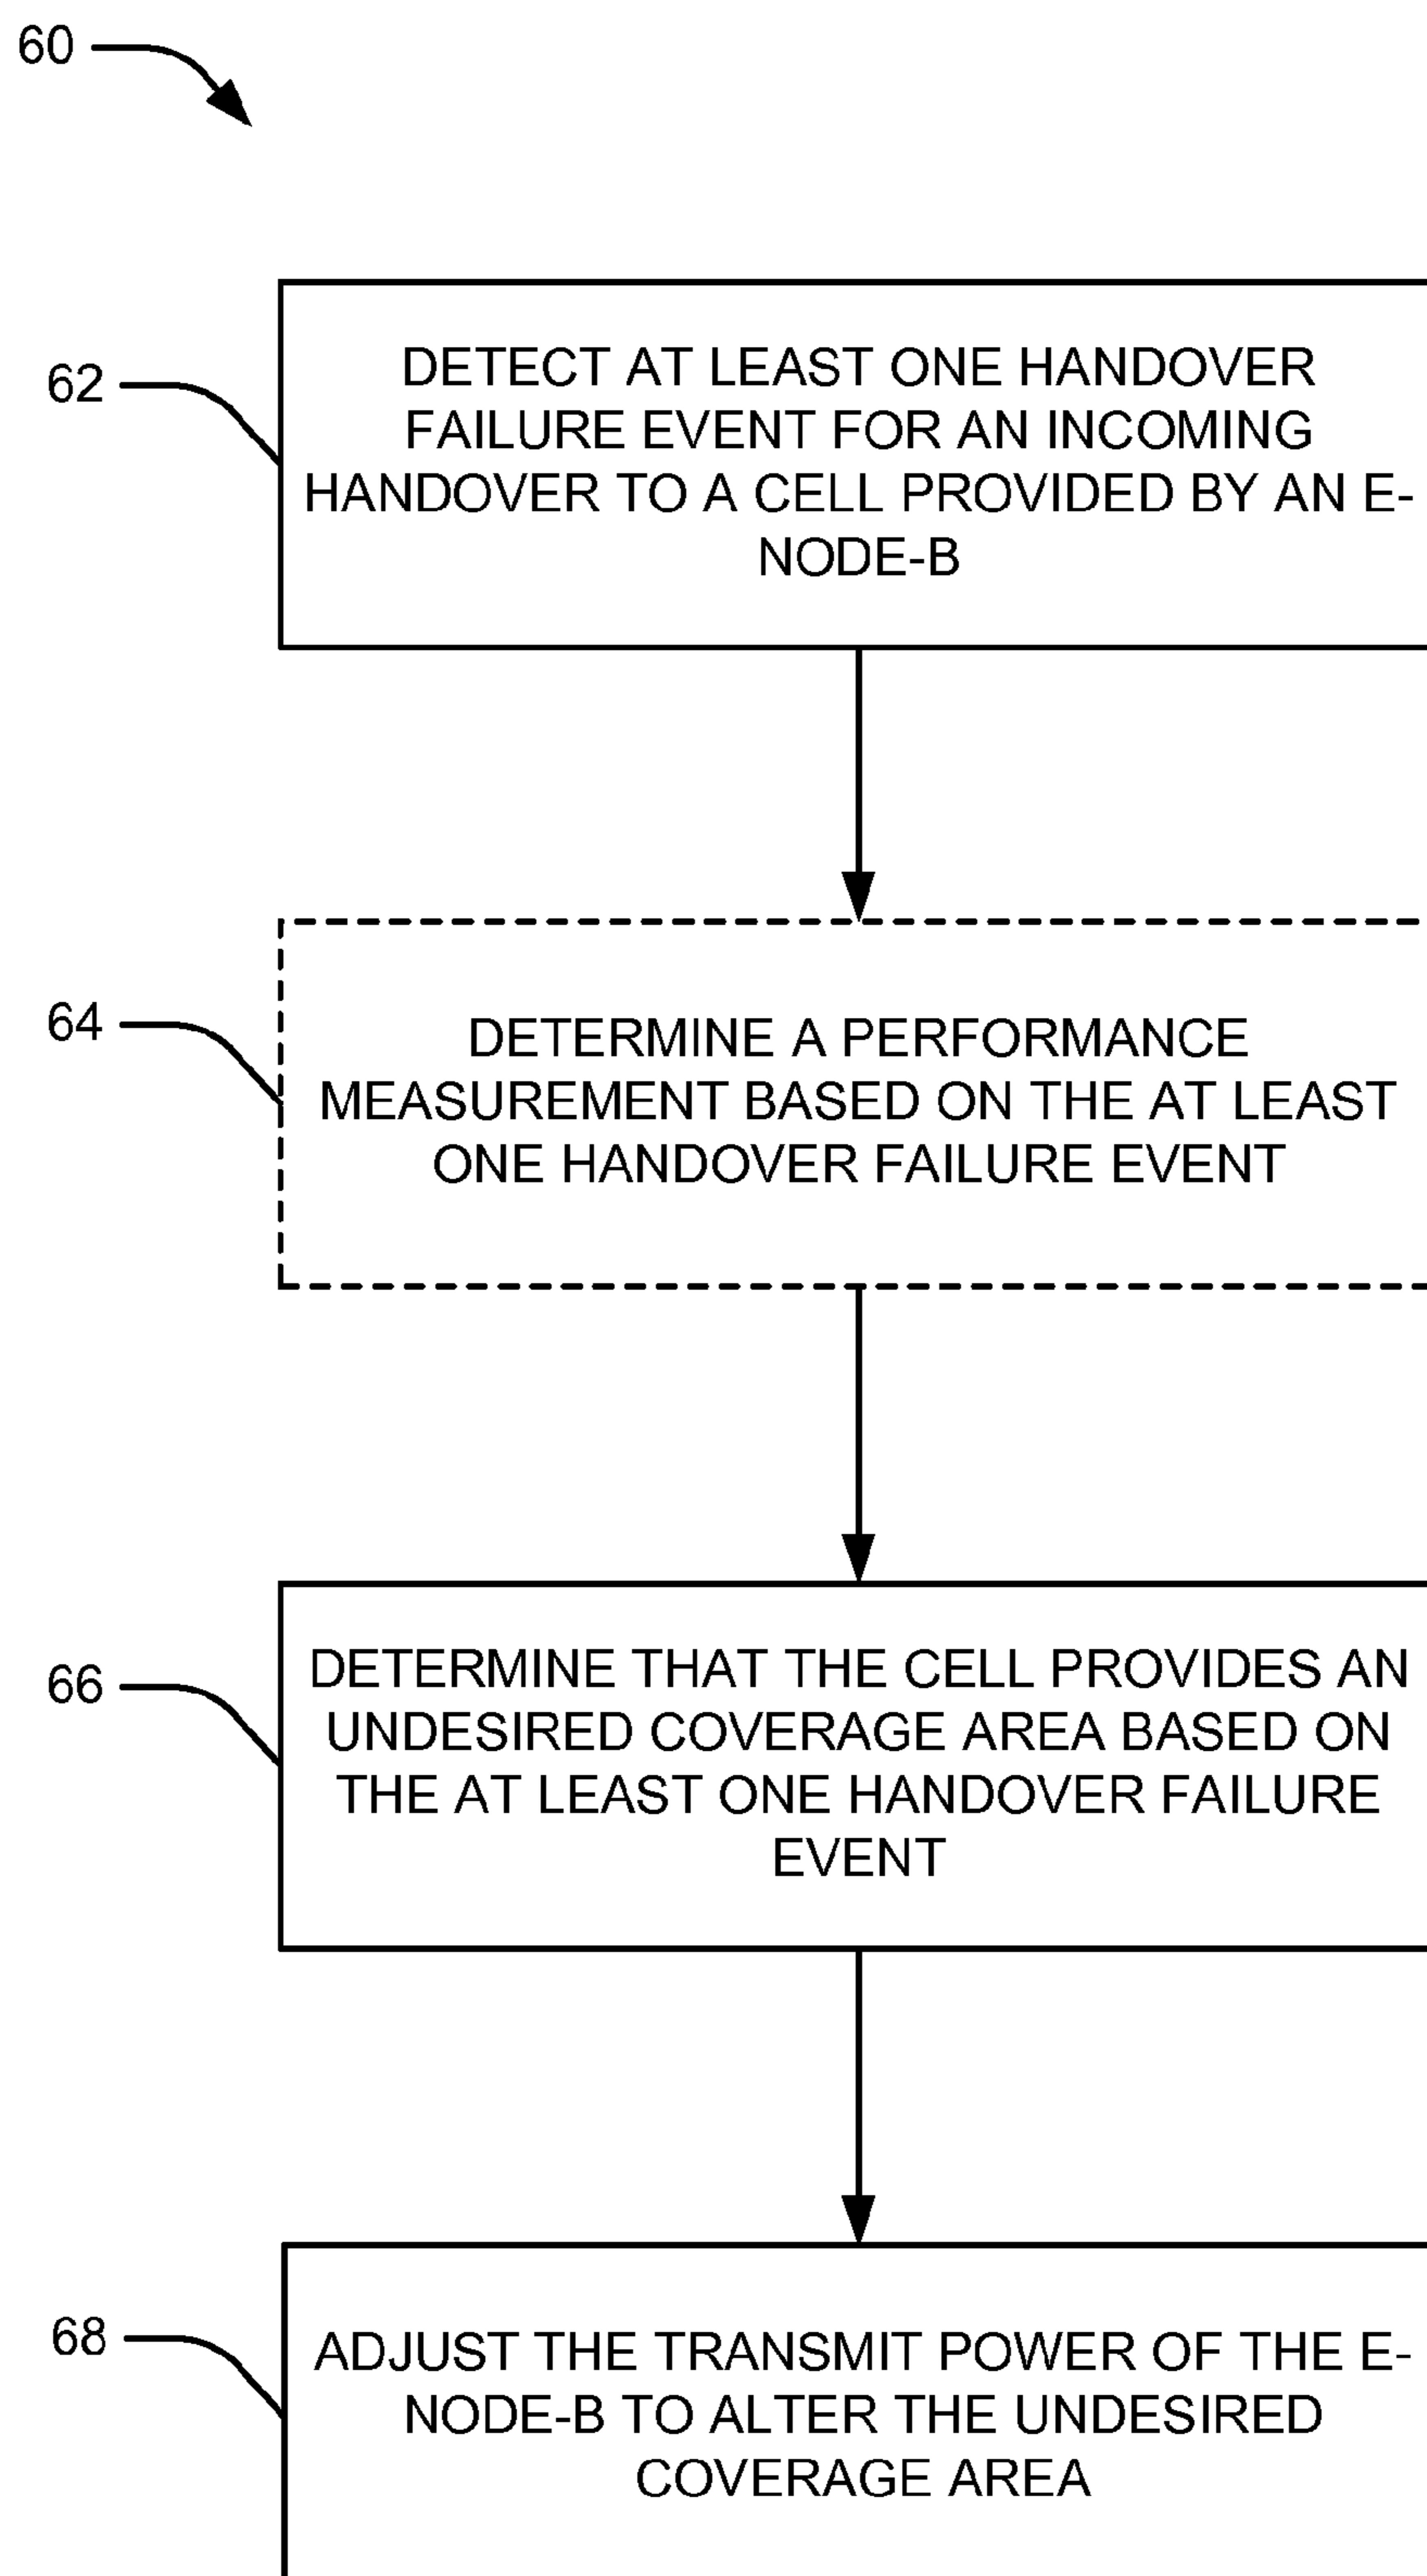 60
62
DETECT AT LEAST ONE HANDOVER
FAILURE EVENT FOR AN INCOMING
HANDOVER TO A CELL PROVIDED BY AN E-
NODE-B
64
DETERMINE A PERFORMANCE
MEASUREMENT BASED ON THE AT LEAST
ONE HANDOVER FAILURE EVENT
66
DETERMINE THAT THE CELL PROVIDES AN
UNDESIRED COVERAGE AREA BASED ON
THE AT LEAST ONE HANDOVER FAILURE
EVENT
68
ADJUST THE TRANSMIT POWER OF THE E-
NODE-B TO ALTER THE UNDESIRED
COVERAGE AREA